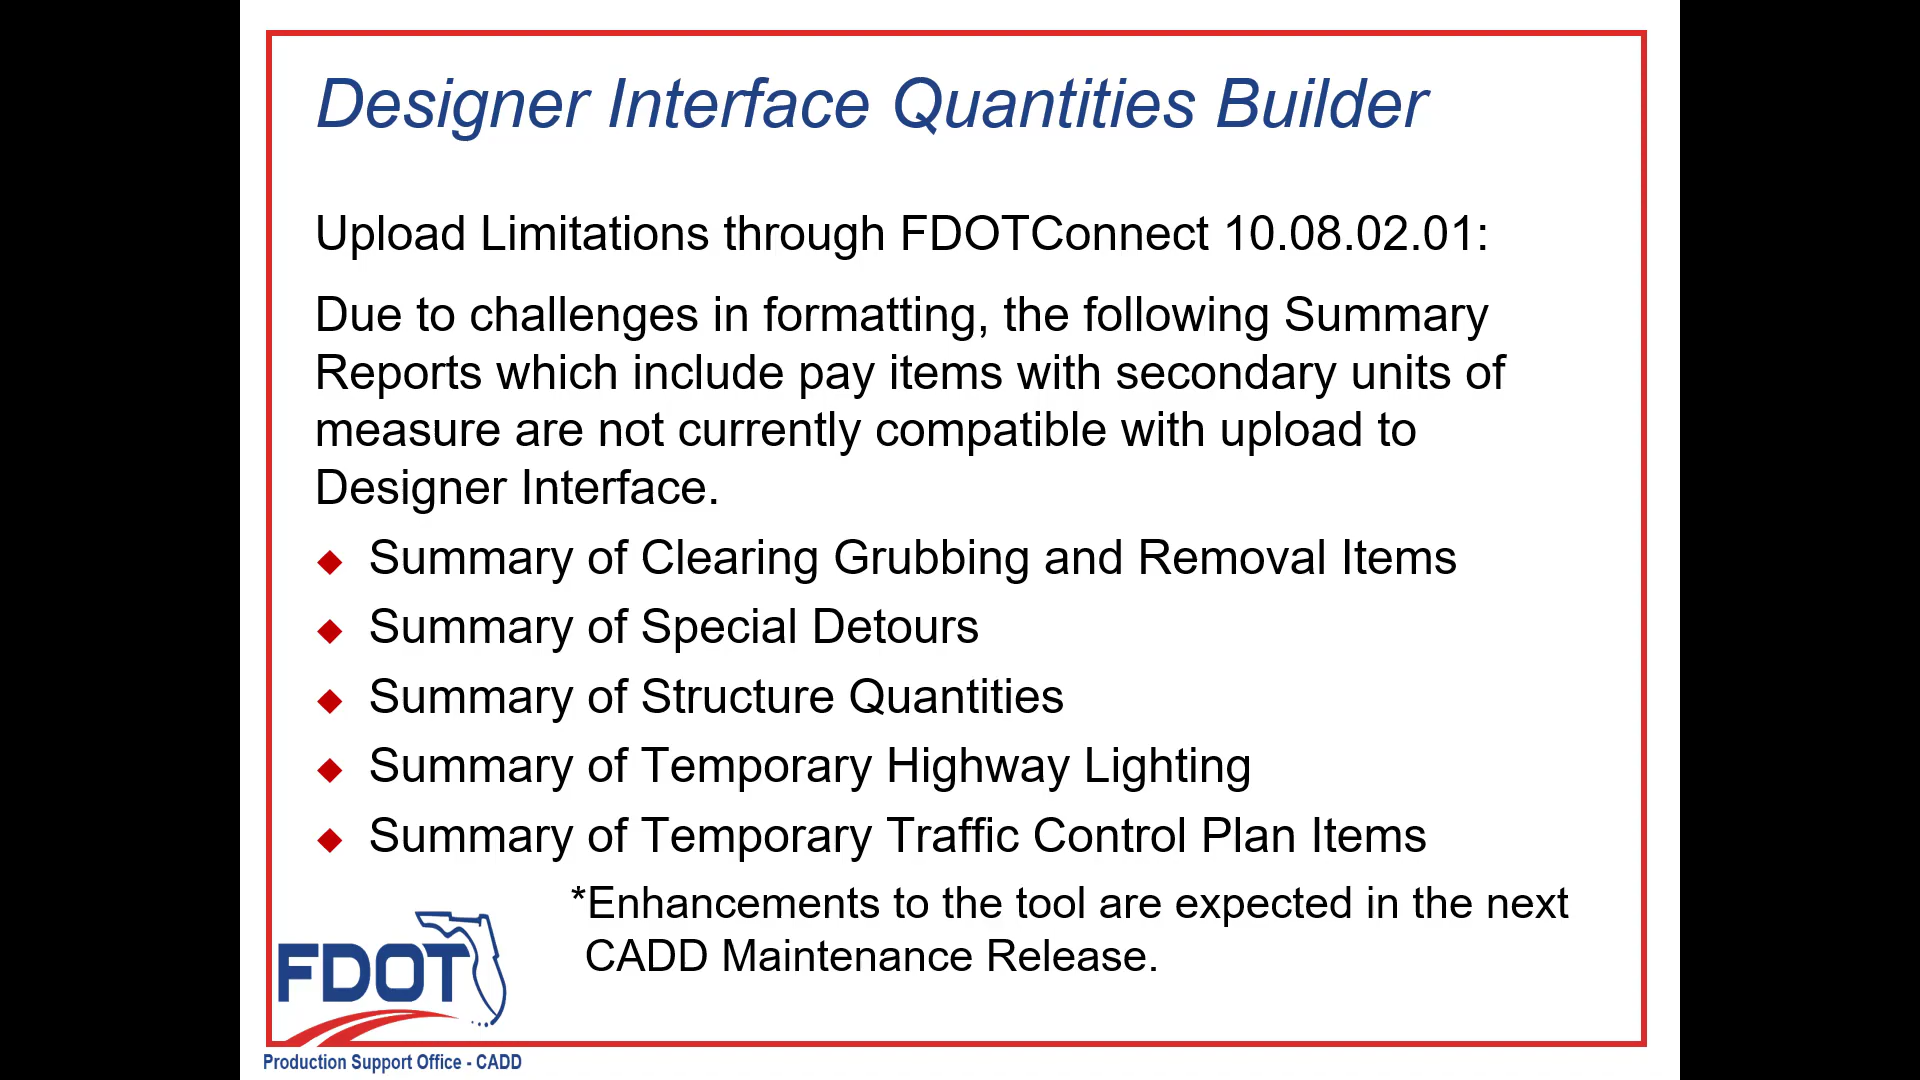 Designer Interface Quantities Builder
Upload Limitations through FDOTConnect 10.08.02.01:
Due to challenges in formatting, the following Summary
Reports which include pay items with secondary units of
measure are not currently compatible with upload to
Designer Interface.
Summary of Clearing Grubbing and Removal Items
Summary of Special Detours
Summary of Structure Quantities
Summary of Temporary Highway Lighting
Summary of Temporary Traffic Control Plan Items
*Enhancements to the tool are expected in the next
CADD Maintenance Release.
FDOT
Production Support Office - CADD